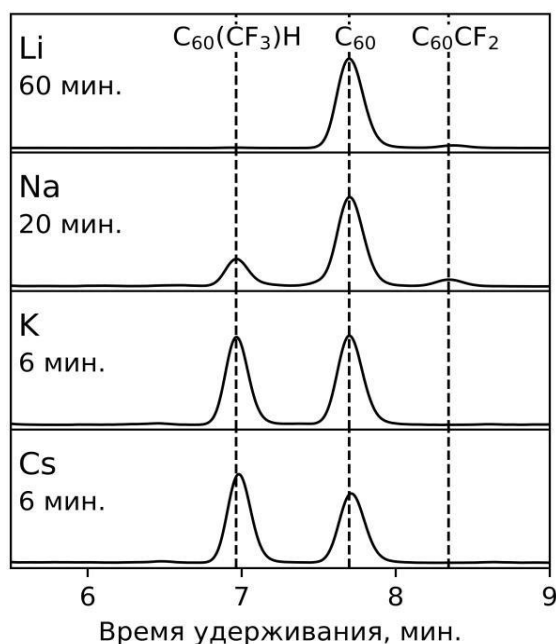 C₆₀(CF₃)H C₆₀ C₆₀CF₂
Li
60 мин.
Na
20 мин.
K
6 мин.
Cs
6 мин.
6 7 8 9
Время удерживания, мин.